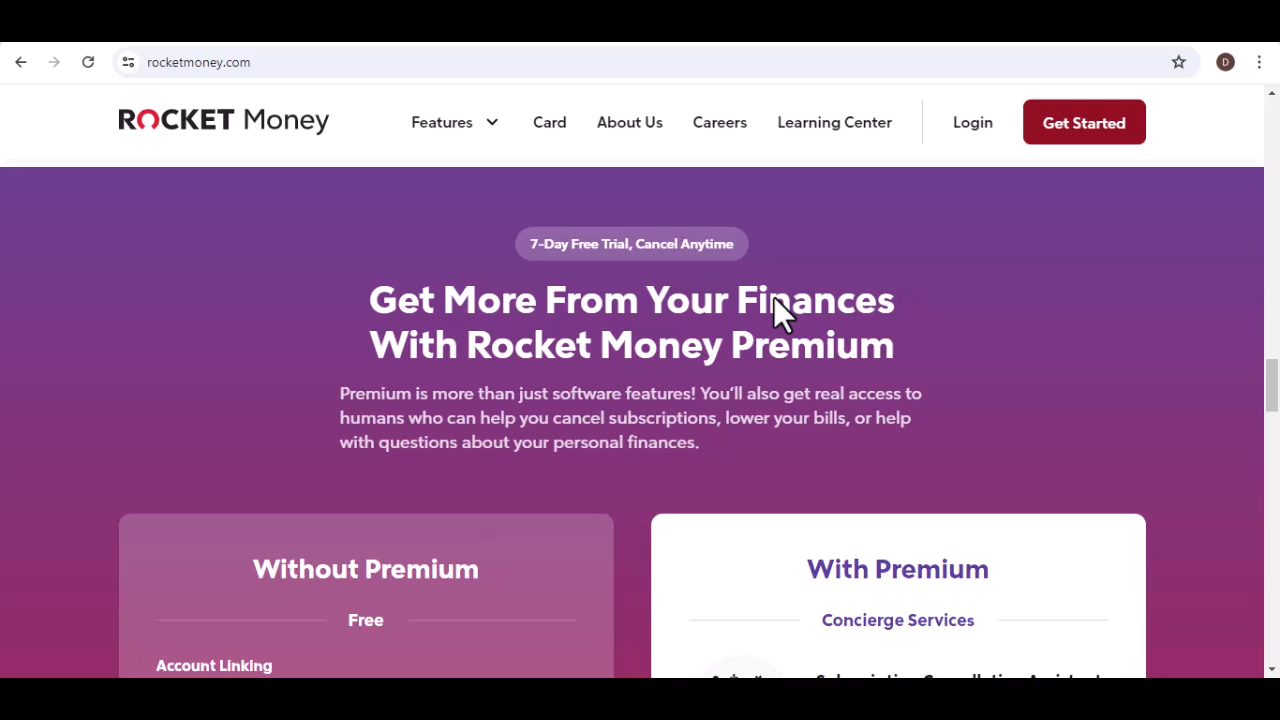 rocketmoney.com
D
ROCKET Money
Features
Card
About Us
Careers
Learning Center
Login
Get Started
7-Day Free Trial, Cancel Anytime
Get More From Your Finances
With Rocket Money Premium
Premium is more than just software features! You'll also get real access to
humans who can help you cancel subscriptions, lower your bills, or help
with questions about your personal finances.
Without Premium
Free
Account Linking
With Premium
Concierge Services